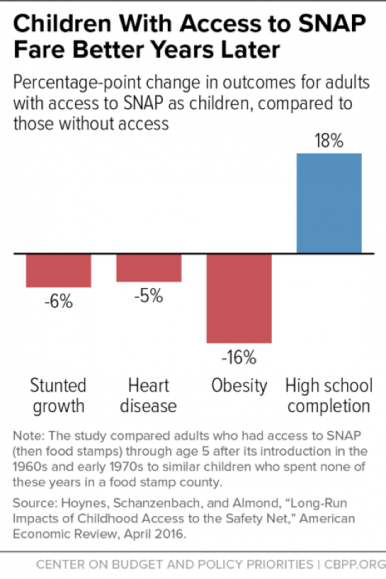 Children With Access to SNAP
Fare Better Years Later
Percentage-point change in outcomes for adults
with access to SNAP as children, compared to
those without access
18%
-6%
-5%
-16%
Stunted growth
Heart disease
Obesity
High school completion
Note: The study compared adults who had access to SNAP
(then food stamps) through age 5 after its introduction in the
1960s and early 1970s to similar children who spent none of
these years in a food stamp county.
Source: Hoynes, Schanzenbach, and Almond, “Long-Run
Impacts of Childhood Access to the Safety Net,” American
Economic Review, April 2016.
CENTER ON BUDGET AND POLICY PRIORITIES | CBPP.ORG